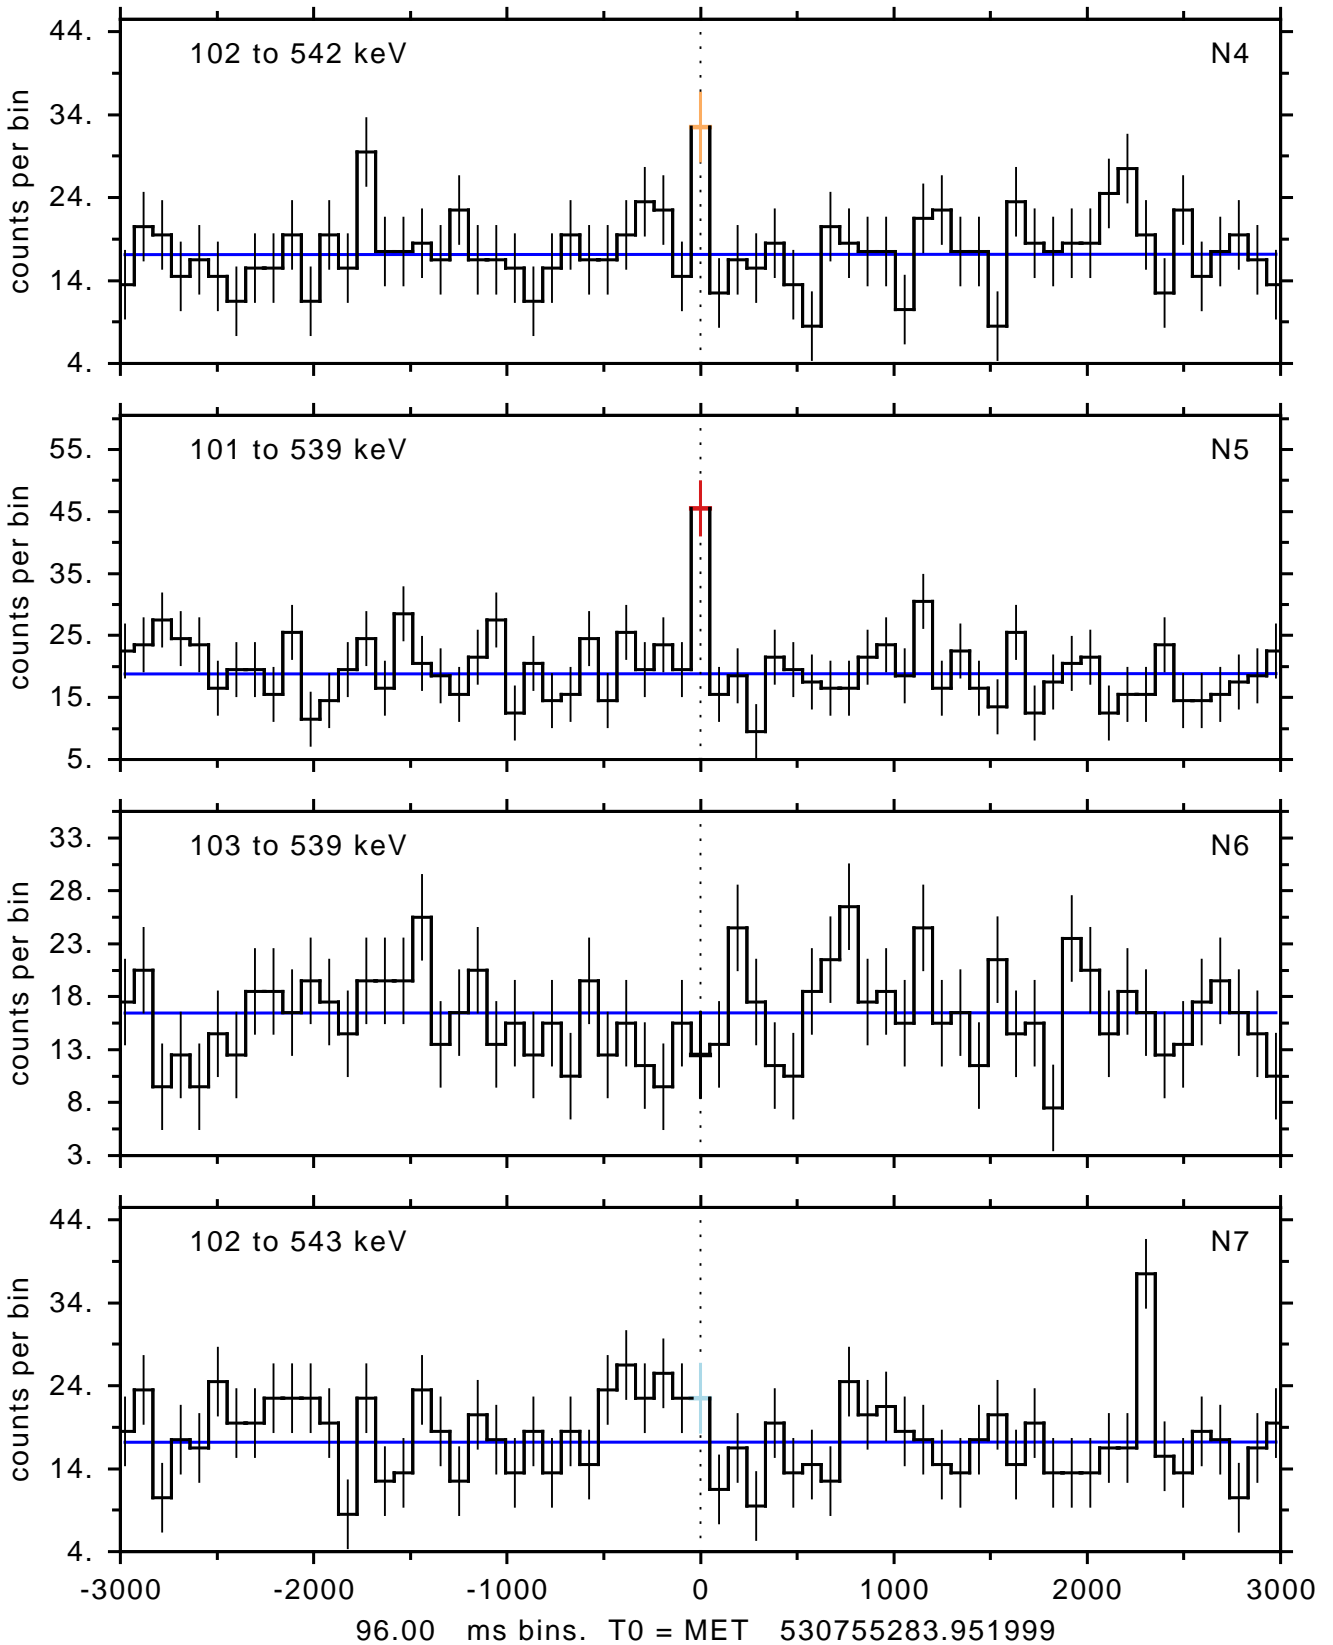 102 to 542 keV N4
44.
34.
24.
14.
4.
counts per bin
101 to 539 keV N5
55.
45.
35.
25.
15.
5.
counts per bin
103 to 539 keV N6
33.
28.
23.
18.
13.
8.
3.
counts per bin
102 to 543 keV N7
44.
34.
24.
14.
4.
counts per bin
-3000 -2000 -1000 0 1000 2000 3000
96.00 ms bins. T0 = MET 530755283.951999